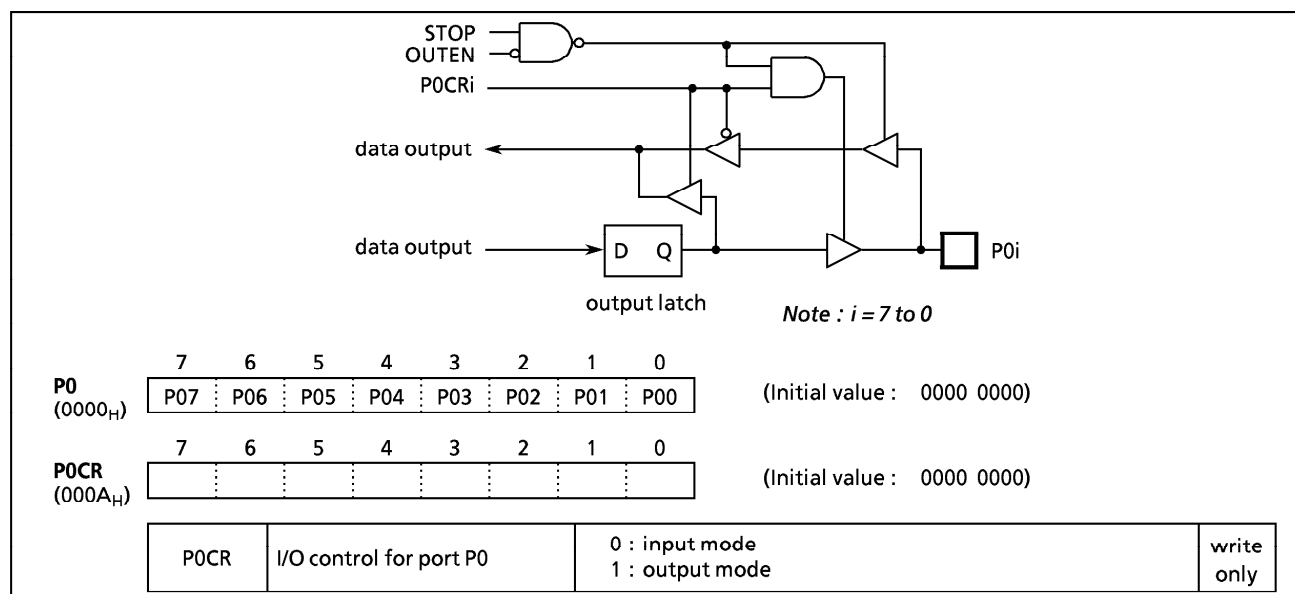 STOP
OUTEN
P0CRi
data output
data output
D Q
P0i
output latch
Note : i = 7 to 0
7 6 5 4 3 2 1 0
P0
(0000H)
P07 P06 P05 P04 P03 P02 P01 P00
(Initial value : 0000 0000)
7 6 5 4 3 2 1 0
P0CR
(000AH)
(Initial value : 0000 0000)
P0CR
I/O control for port P0
0 : input mode
1 : output mode
write
only